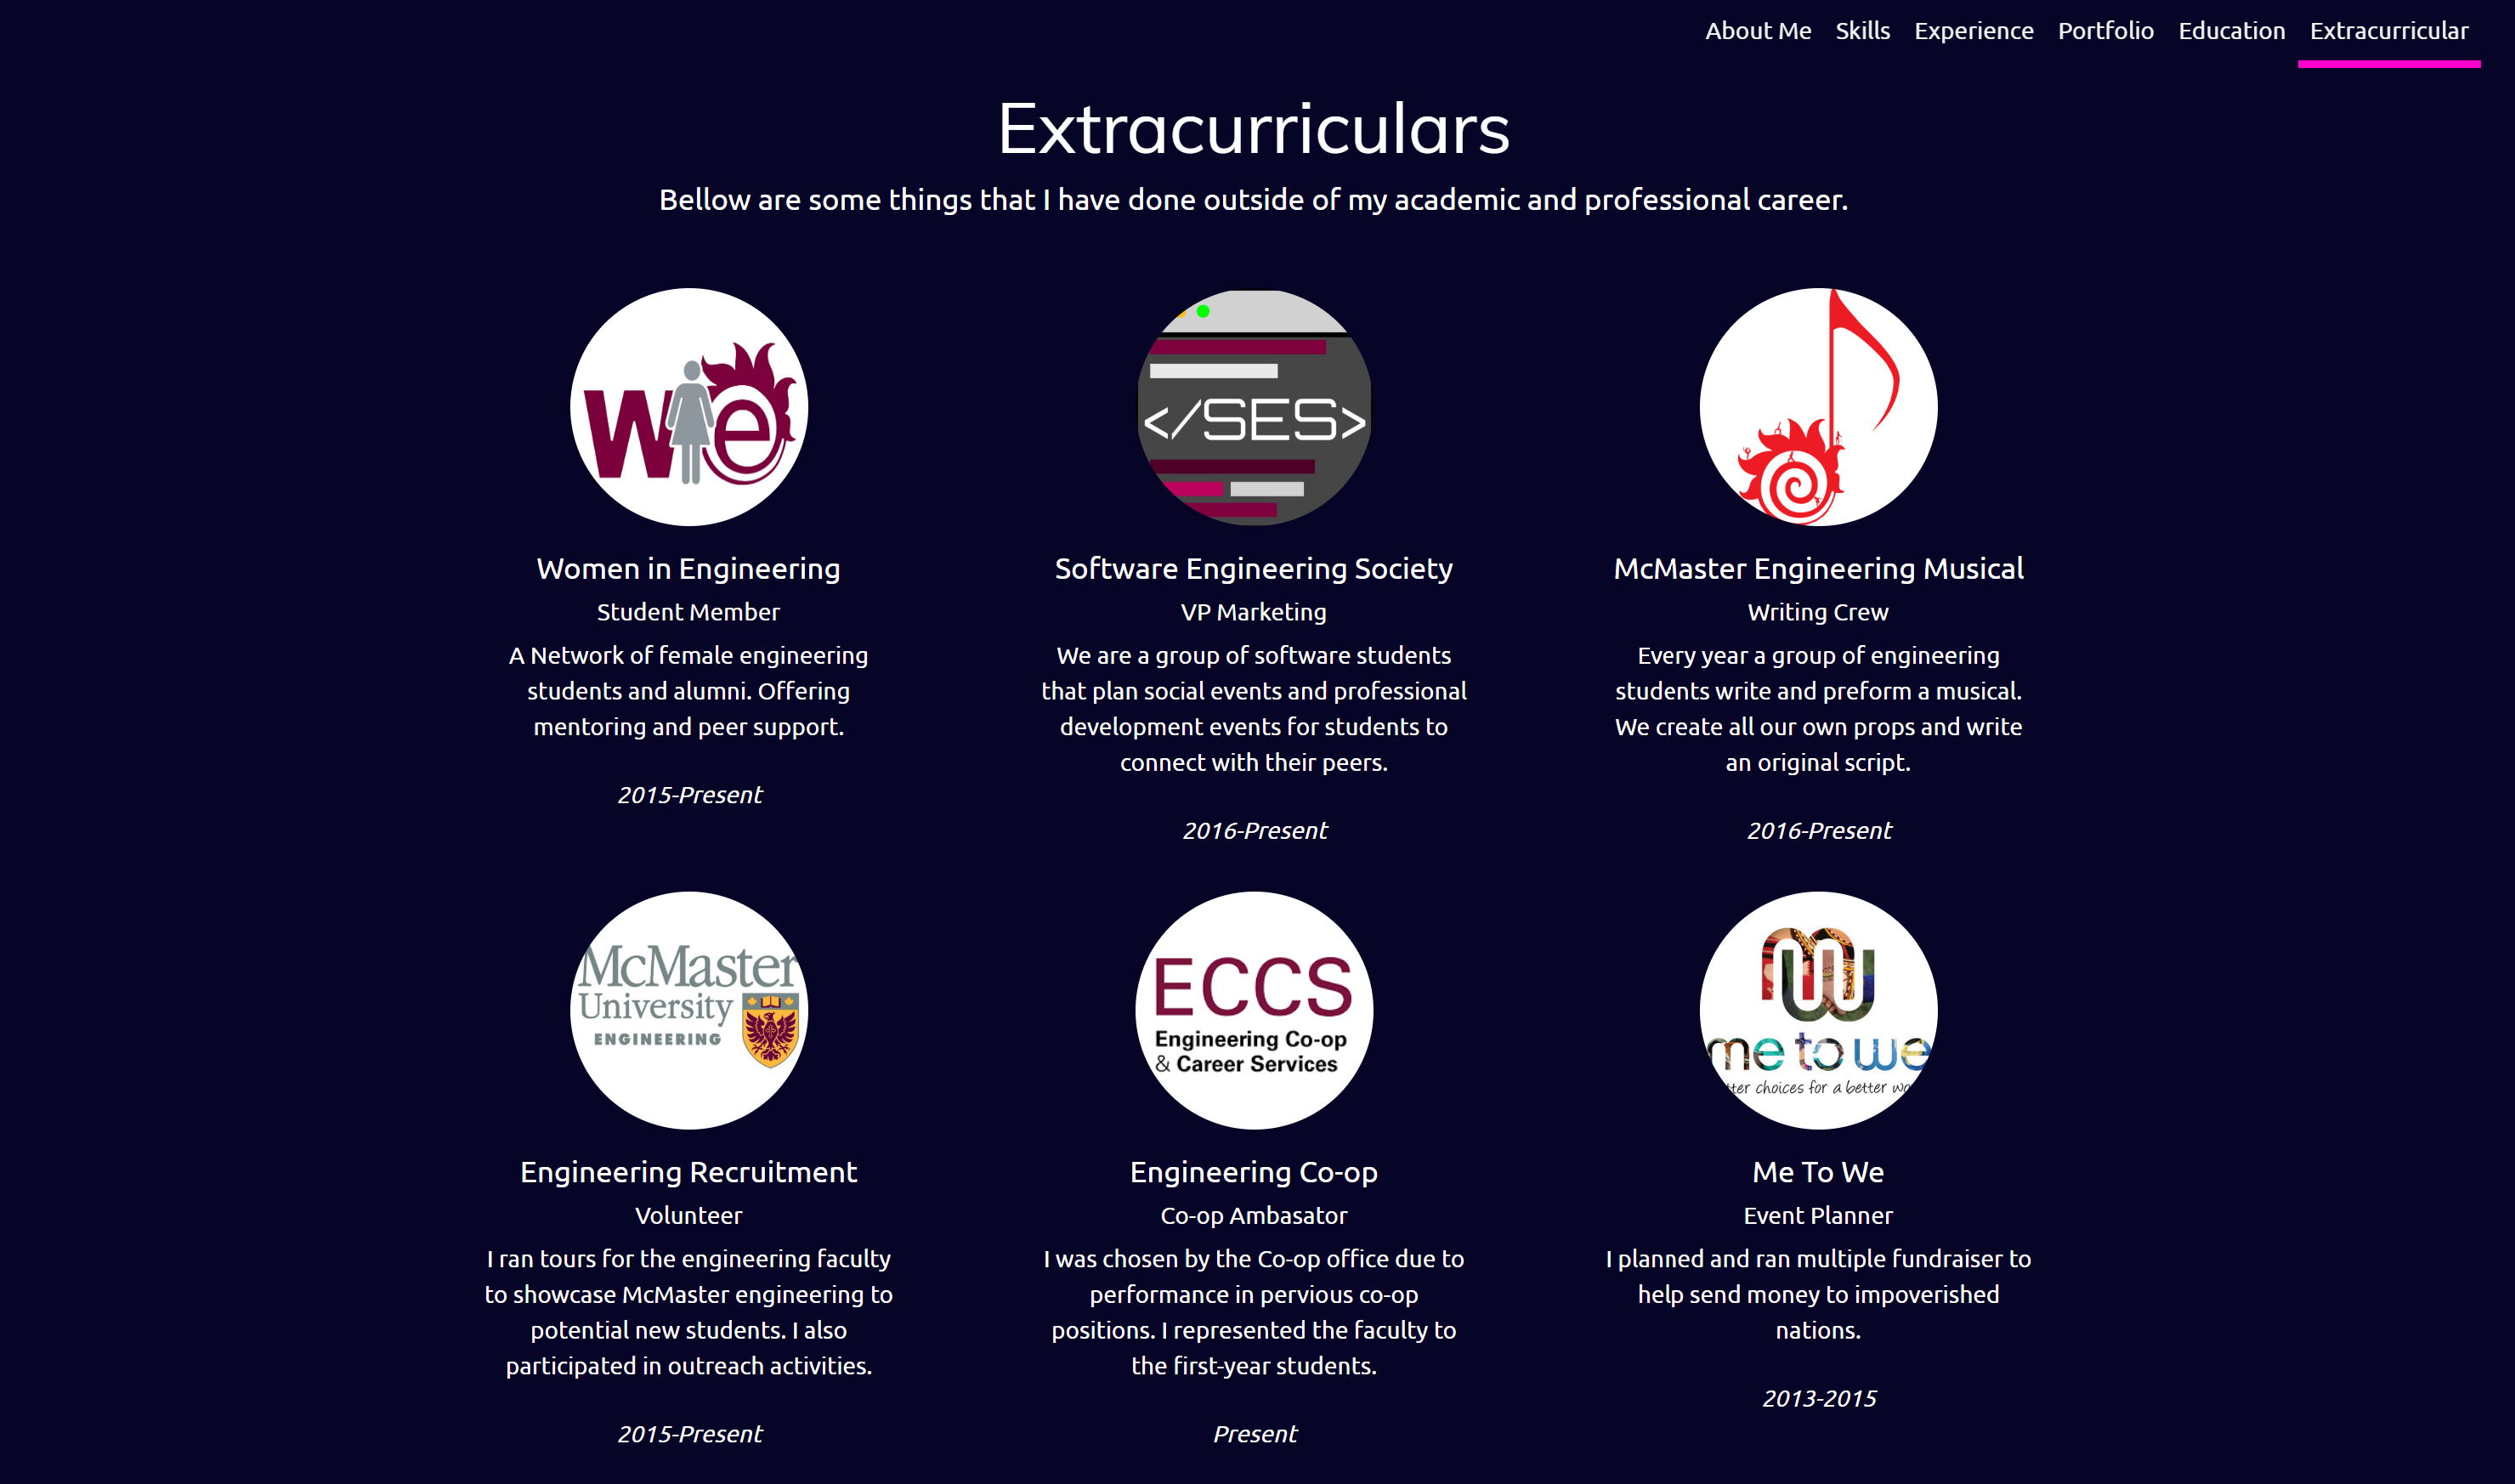 About Me Skills Experience Portfolio Education Extracurricular
Extracurriculars
Bellow are some things that I have done outside of my academic and professional career.
We
</SES>
Women in Engineering
Student Member
A Network of female engineering
students and alumni. Offering
mentoring and peer support.
2015-Present
Software Engineering Society
VP Marketing
We are a group of software students
that plan social events and professional
development events for students to
connect with their peers.
2016-Present
McMaster Engineering Musical
Writing Crew
Every year a group of engineering
students write and preform a musical.
We create all our own props and write
an original script.
2016-Present
McMaster
University
ENGINEERING
Engineering Recruitment
Volunteer
I ran tours for the engineering faculty
to showcase McMaster engineering to
potential new students. I also
participated in outreach activities.
2015-Present
ECCS
Engineering Co-op
& Career Services
Engineering Co-op
Co-op Ambasator
I was chosen by the Co-op office due to
performance in pervious co-op
positions. I represented the faculty to
the first-year students.
Present
me to we
choices for a better
Me To We
Event Planner
I planned and ran multiple fundraiser to
help send money to impoverished
nations.
2013-2015